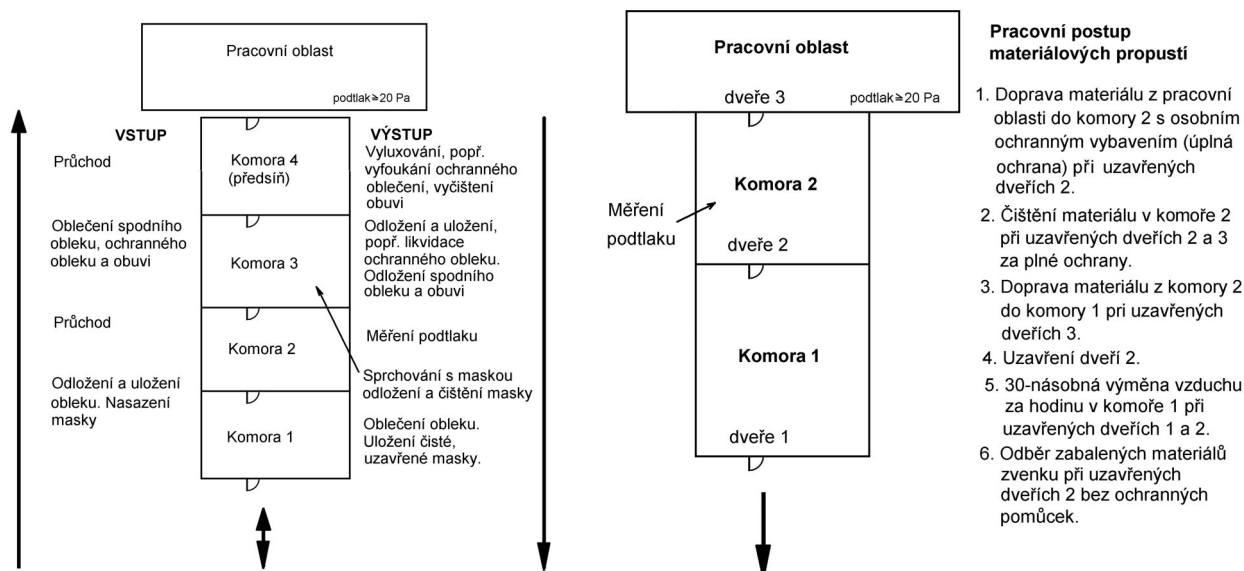 Pracovní oblast
podtlak≥20 Pa
VSTUP
Průchod
Oblečení spodního
obleku, ochranného
obleku a obuvi
Průchod
Odložení a uložení
obleku. Nasazení
masky
Komora 4
(předsíň)
Komora 3
Komora 2
Komora 1
VÝSTUP
Vyluxování, popř.
vyfoukání ochranného
oblečení, vyčištení
obuvi
Odložení a uložení,
popř. likvidace
ochranného obleku.
Odložení spodního
obleku a obuvi
Měření podtlaku
Sprchování s maskou
odložení a čištění masky
Oblečení obleku.
Uložení čisté,
uzavřené masky.
Pracovní oblast
dveře 3
podtlak≥20 Pa
Komora 2
Měření
podtlaku
dveře 2
Komora 1
dveře 1
Pracovní postup
materiálových propustí
1. Doprava materiálu z pracovní
oblasti do komory 2 s osobním
ochranným vybavením (úplná
ochrana) při uzavřených
dveřích 2.
2. Čištění materiálu v komoře 2
při uzavřených dveřích 2 a 3
za plné ochrany.
3. Doprava materiálu z komory 2
do komory 1 pri uzavřených
dveřích 3.
4. Uzavření dveří 2.
5. 30-násobná výměna vzduchu
za hodinu v komoře 1 při
uzavřených dveřích 1 a 2.
6. Odběr zabalených materiálů
zvenku při uzavřených
dveřích 2 bez ochranných
pomůcek.